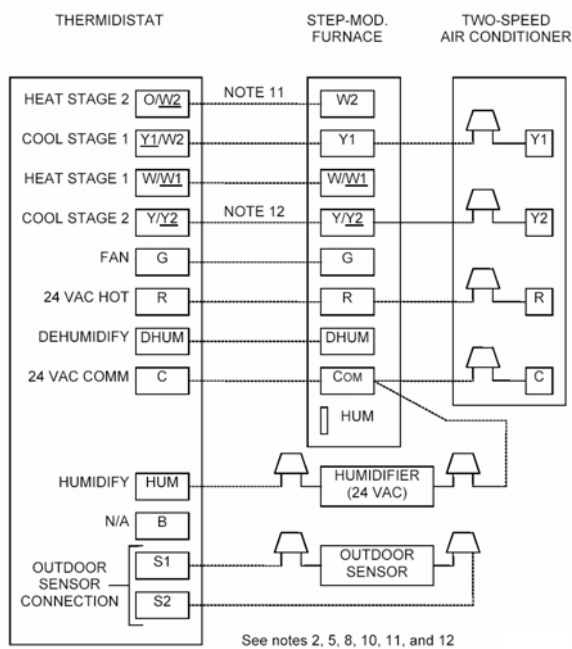 THERMIDISTAT STEP-MOD. FURNACE TWO-SPEED AIR CONDITIONER
HEAT STAGE 2 O/W2 NOTE 11 W2
COOL STAGE 1 Y1/W2 Y1 Y1
HEAT STAGE 1 W/W1 W/W1
COOL STAGE 2 Y/Y2 NOTE 12 Y/Y2 Y2
FAN G G
24 VAC HOT R R R
DEHUMIDIFY DHUM DHUM
24 VAC COMM C COM C
HUM
HUMIDIFY HUM HUMIDIFIER (24 VAC)
N/A B
OUTDOOR SENSOR CONNECTION S1 OUTDOOR SENSOR
S2
See notes 2, 5, 8, 10, 11, and 12